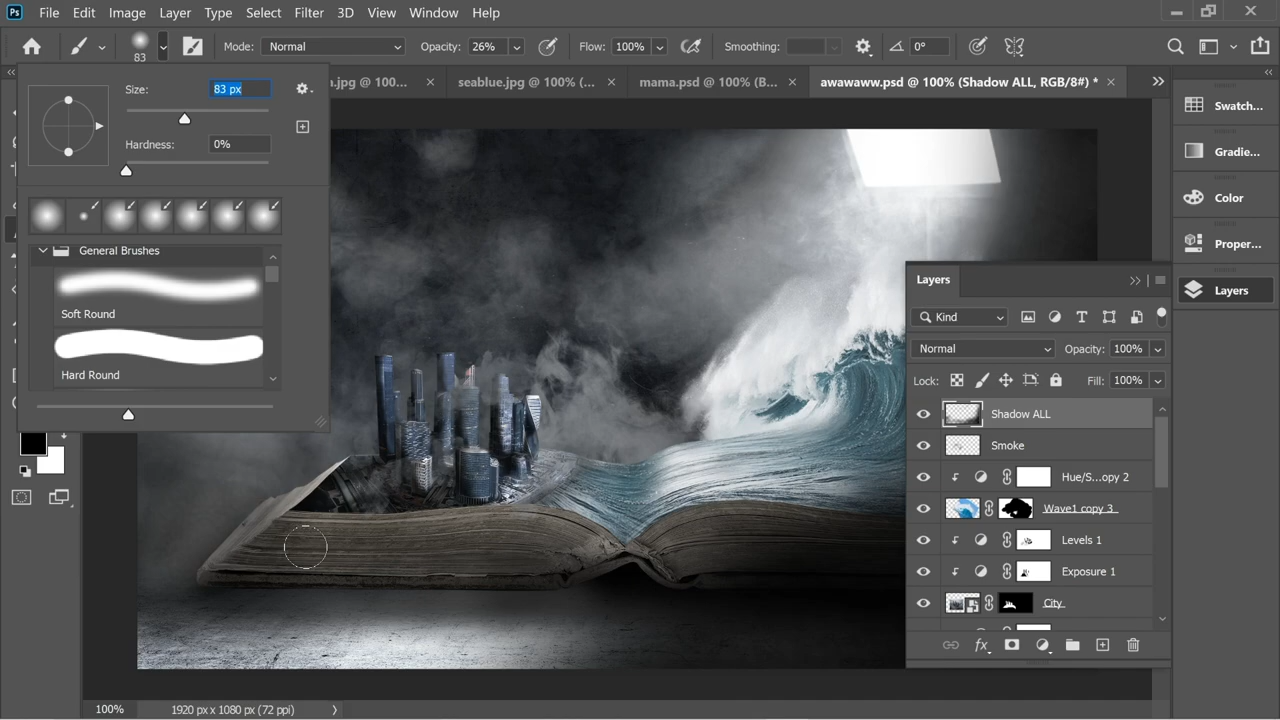 Ps File Edit Image Layer Type Select Filter 3D View Window Help
83 Mode: Normal Opacity: 26% Flow: 100% Smoothing: 0°
a.jpg @ 100... seablue.jpg @ 100% (... mama.psd @ 100% (B... awawaww.psd @ 100% (Shadow ALL, RGB/8#) *
Size: 83 px
Hardness: 0%
General Brushes
Soft Round
Hard Round
Swatch...
Gradie...
Color
Proper...
Layers
Layers
Kind
Normal Opacity: 100%
Lock: Fill: 100%
Shadow ALL
Smoke
Hue/S...opy 2
Wave1 copy 3
Levels 1
Exposure 1
City
fx
100% 1920 px x 1080 px (72 ppi)